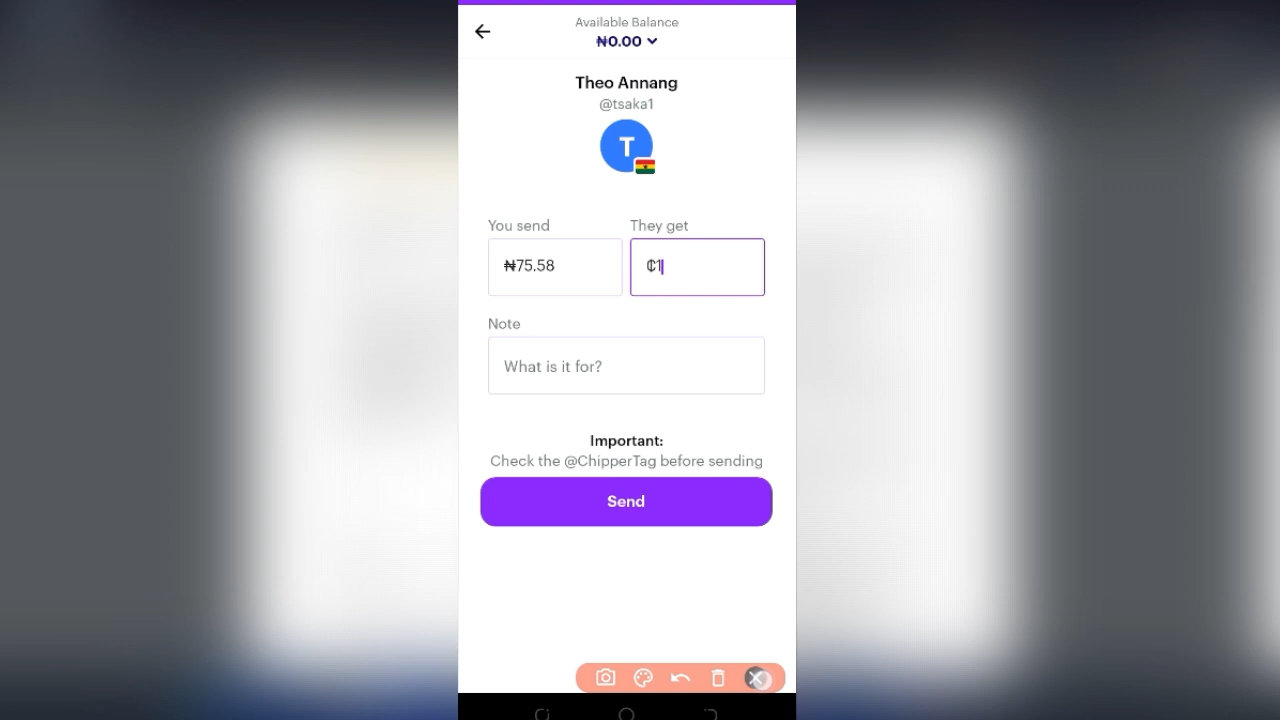 Available Balance
₦0.00
Theo Annang
@tsaka1
T
You send
They get
₦75.58
₵1
Note
What is it for?
Important:
Check the @ChipperTag before sending
Send